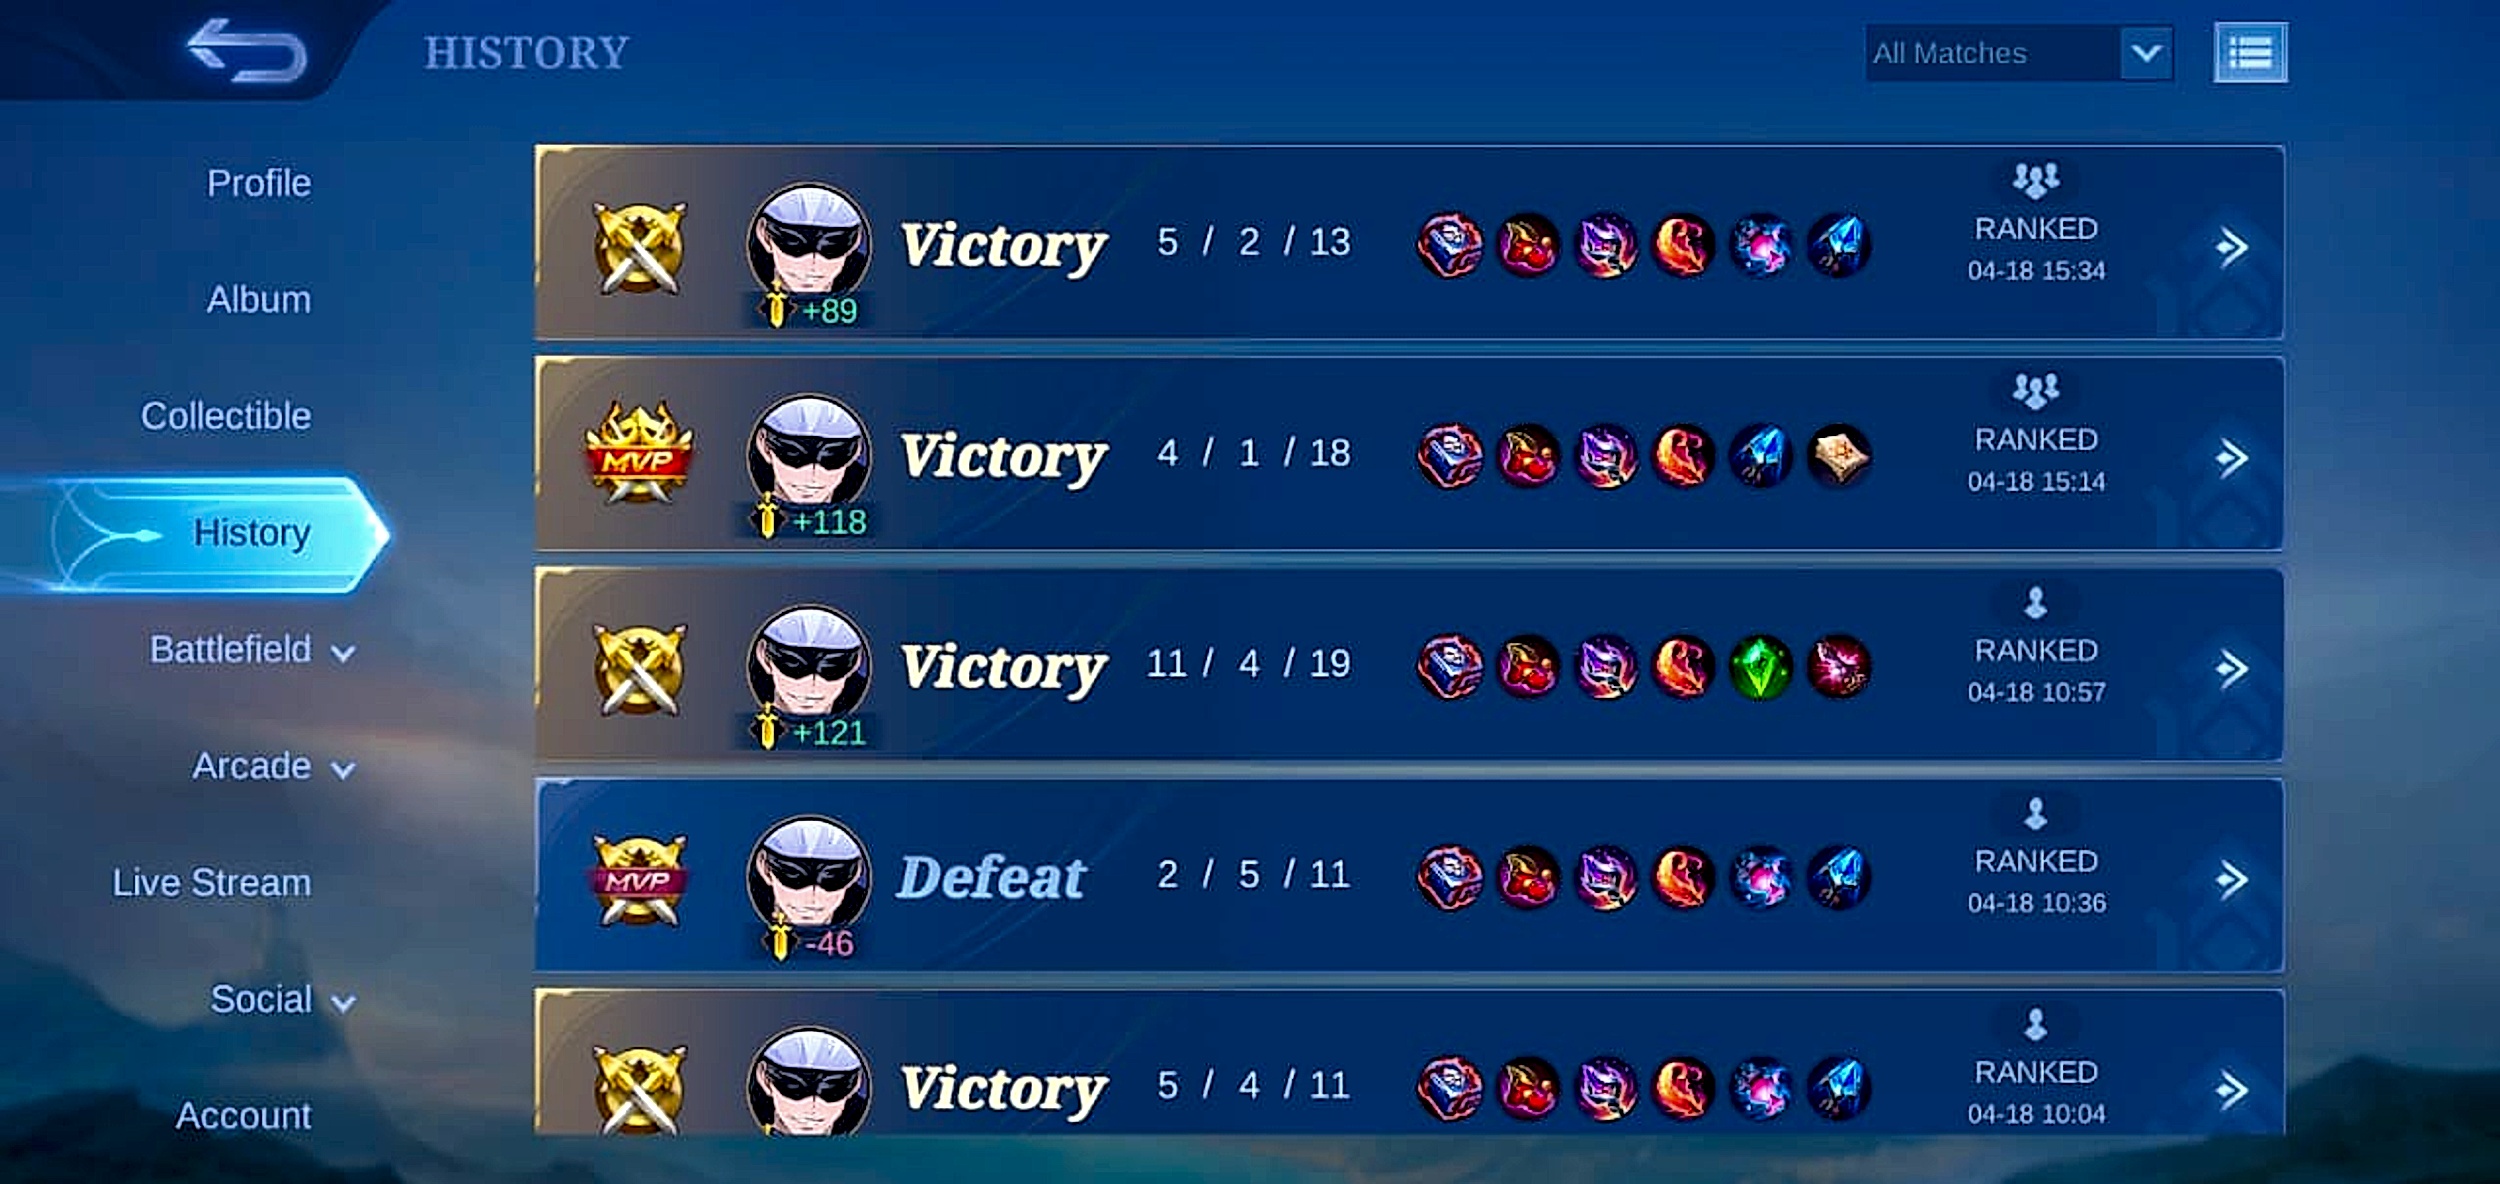 HISTORY
All Matches
Profile
Album
Collectible
History
Battlefield
Arcade
Live Stream
Social
Account
Victory 5 / 2 / 13
RANKED
+89
04-18 15:34
Victory 4 / 1 / 18
RANKED
MVP
+118
04-18 15:14
Victory 11 / 4 / 19
RANKED
+121
04-18 10:57
Defeat 2 / 5 / 11
RANKED
MVP
-46
04-18 10:36
Victory 5 / 4 / 11
RANKED
04-18 10:04